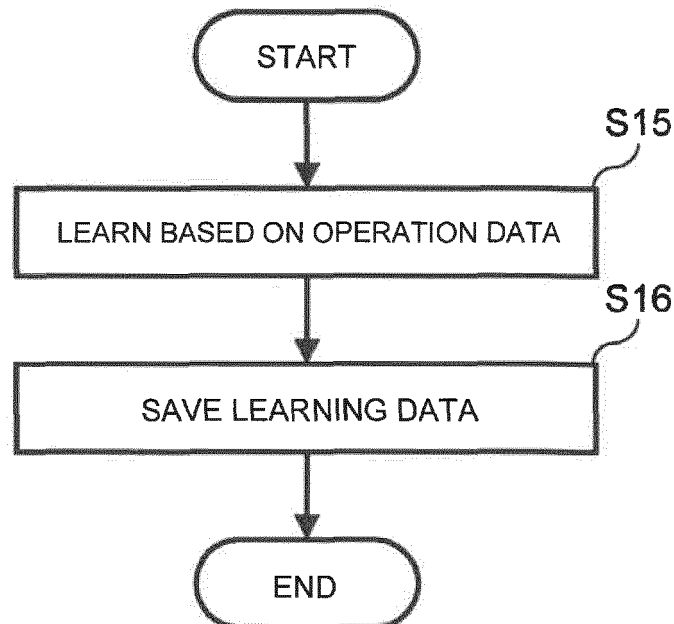 START
S15
LEARN BASED ON OPERATION DATA
S16
SAVE LEARNING DATA
END